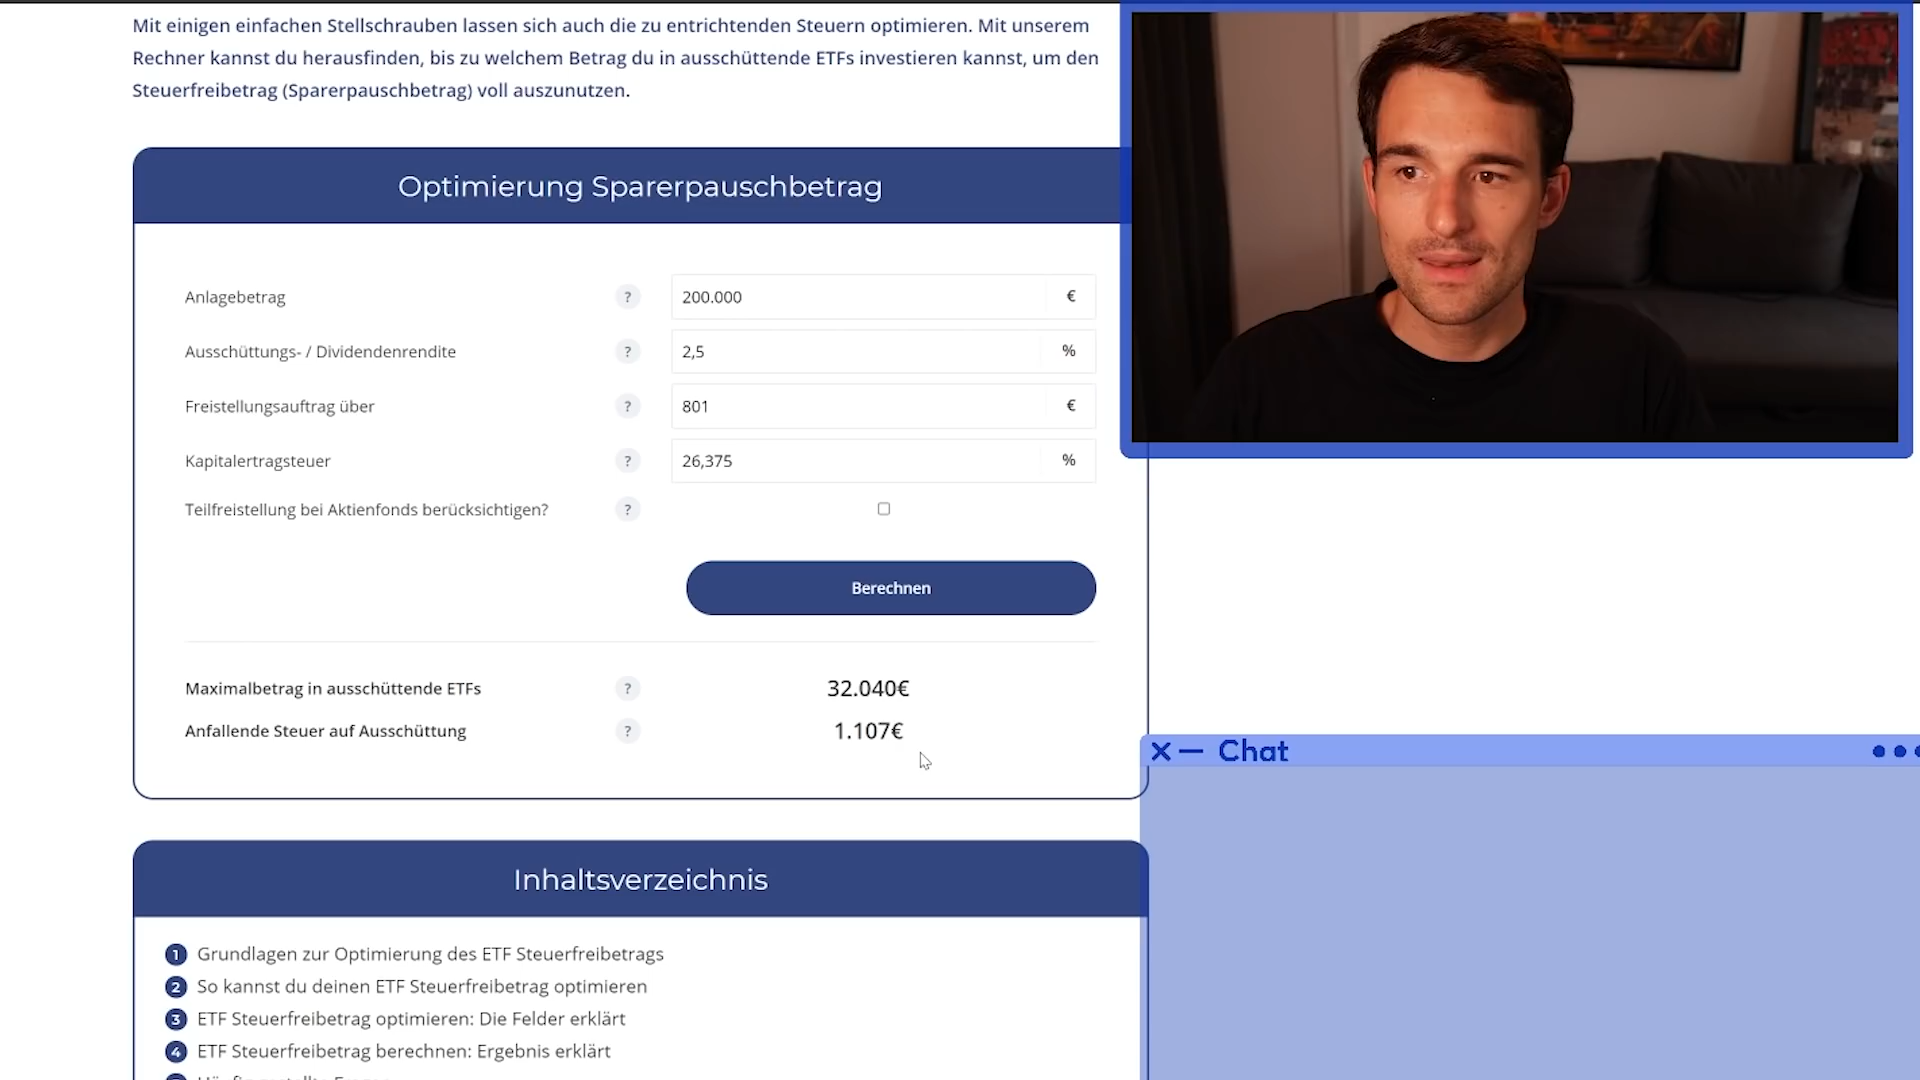 Mit einigen einfachen Stellschrauben lassen sich auch die zu entrichtenden Steuern optimieren. Mit unserem
Rechner kannst du herausfinden, bis zu welchem Betrag du in ausschüttende ETFs investieren kannst, um den
Steuerfreibetrag (Sparerpauschbetrag) voll auszunutzen.
Optimierung Sparerpauschbetrag
Anlagebetrag ? 200.000 €
Ausschüttungs- / Dividendenrendite ? 2,5 %
Freistellungsauftrag über ? 801 €
Kapitalertragsteuer ? 26,375 %
Teilfreistellung bei Aktienfonds berücksichtigen? ?
Berechnen
Maximalbetrag in ausschüttende ETFs ? 32.040€
Anfallende Steuer auf Ausschüttung ? 1.107€
Chat
Inhaltsverzeichnis
1 Grundlagen zur Optimierung des ETF Steuerfreibetrags
2 So kannst du deinen ETF Steuerfreibetrag optimieren
3 ETF Steuerfreibetrag optimieren: Die Felder erklärt
4 ETF Steuerfreibetrag berechnen: Ergebnis erklärt